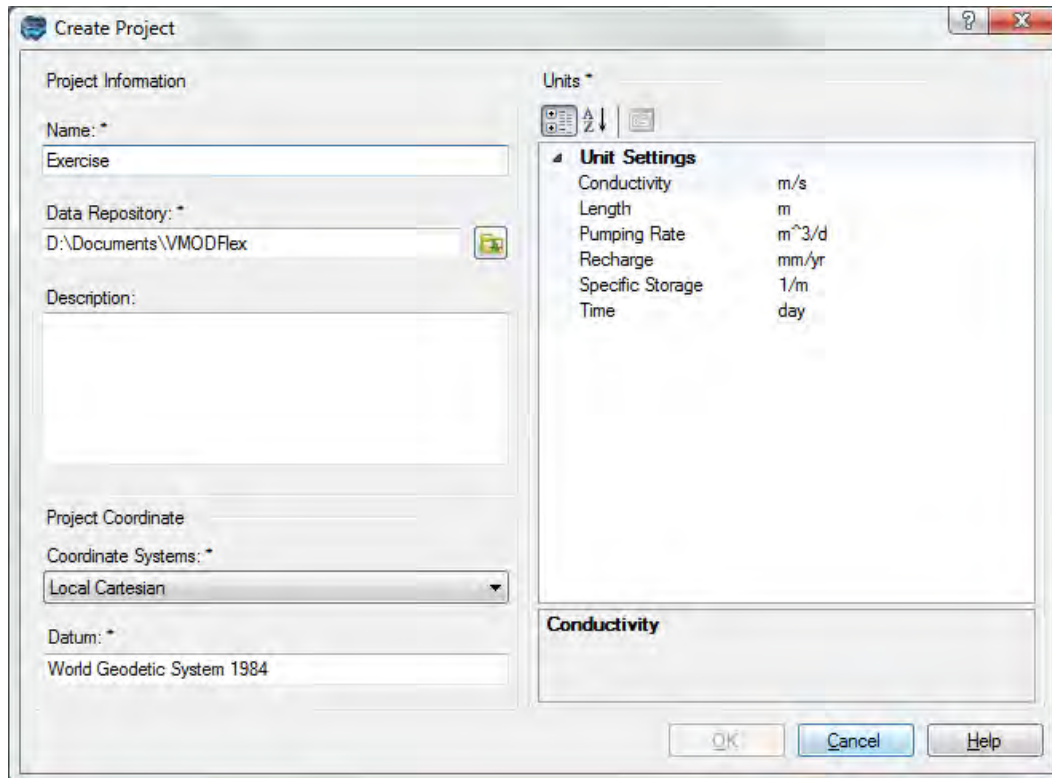 Create Project
Project Information
Name: *
Exercise
Data Repository: *
D:\Documents\VMODFlex
Description:
Project Coordinate
Coordinate Systems: *
Local Cartesian
Datum: *
World Geodetic System 1984
Units *
Unit Settings
Conductivity m/s
Length m
Pumping Rate m^3/d
Recharge mm/yr
Specific Storage 1/m
Time day
Conductivity
OK Cancel Help